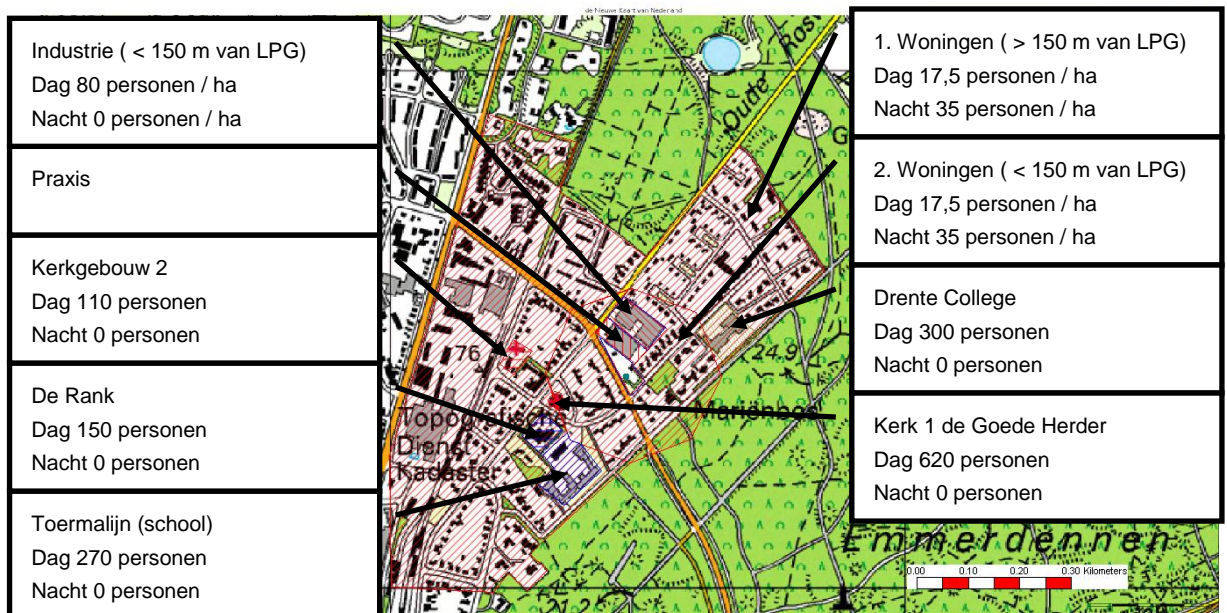 de Nieuwe Kaart van Nederland
Industrie ( < 150 m van LPG)
Dag 80 personen / ha
Nacht 0 personen / ha
Praxis
Kerkgebouw 2
Dag 110 personen
Nacht 0 personen
De Rank
Dag 150 personen
Nacht 0 personen
Toermalijn (school)
Dag 270 personen
Nacht 0 personen
Oude
76
24.9
Topografische
Dienst
Kadaster
Emmerdennen
21.2
0.00 0.10 0.20 0.30 Kilometers
1. Woningen ( > 150 m van LPG)
Dag 17,5 personen / ha
Nacht 35 personen / ha
2. Woningen ( < 150 m van LPG)
Dag 17,5 personen / ha
Nacht 35 personen / ha
Drente College
Dag 300 personen
Nacht 0 personen
Kerk 1 de Goede Herder
Dag 620 personen
Nacht 0 personen